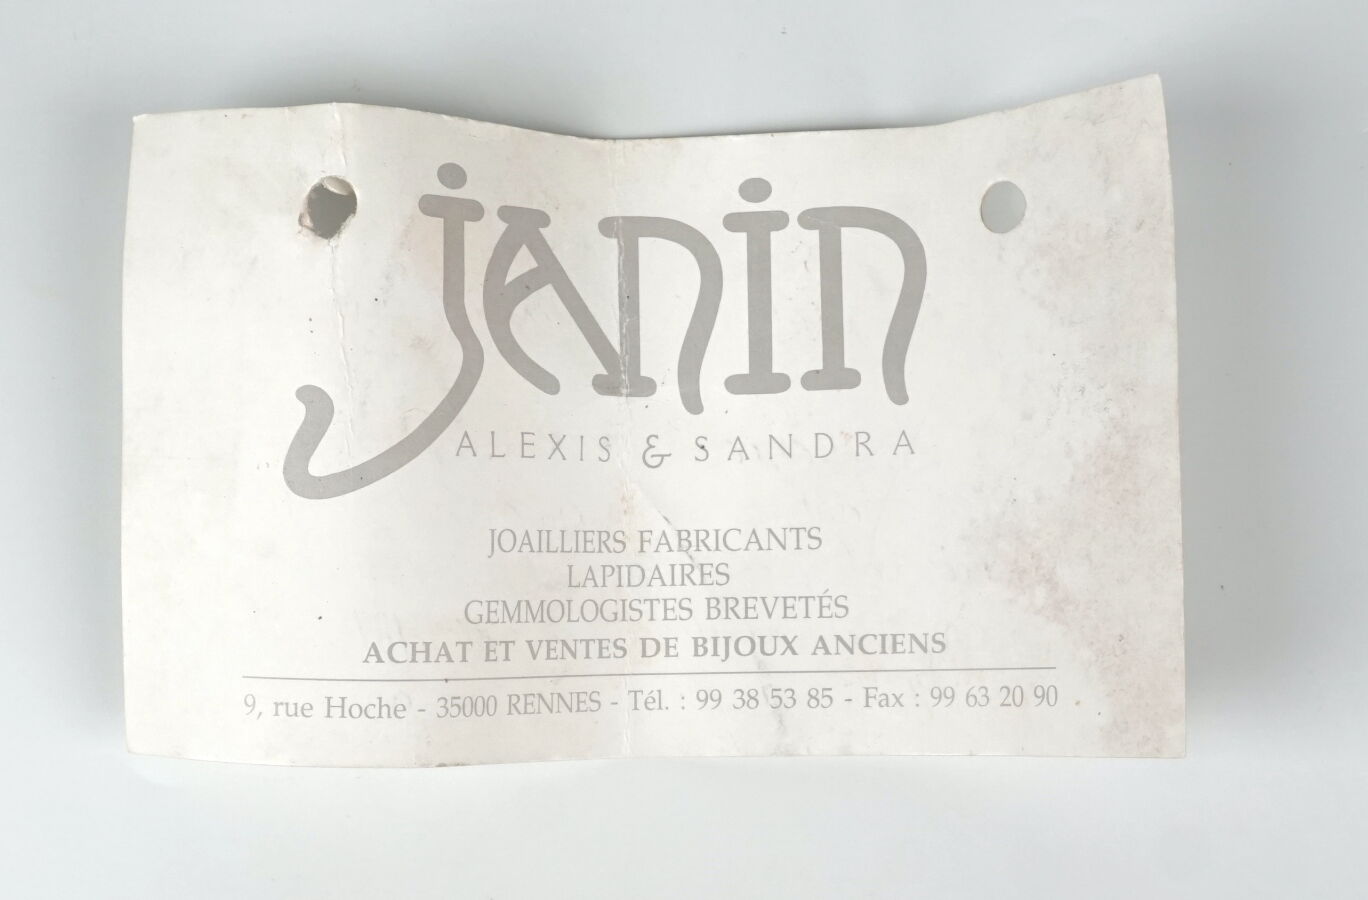 JANIN
ALEXIS & SANDRA
JOAILLIERS FABRICANTS
LAPIDAIRES
GEMMOLOGISTES BREVETÉS
ACHAT ET VENTES DE BIJOUX ANCIENS
9, rue Hoche - 35000 RENNES - Tél. : 99 38 53 85 - Fax : 99 63 20 90